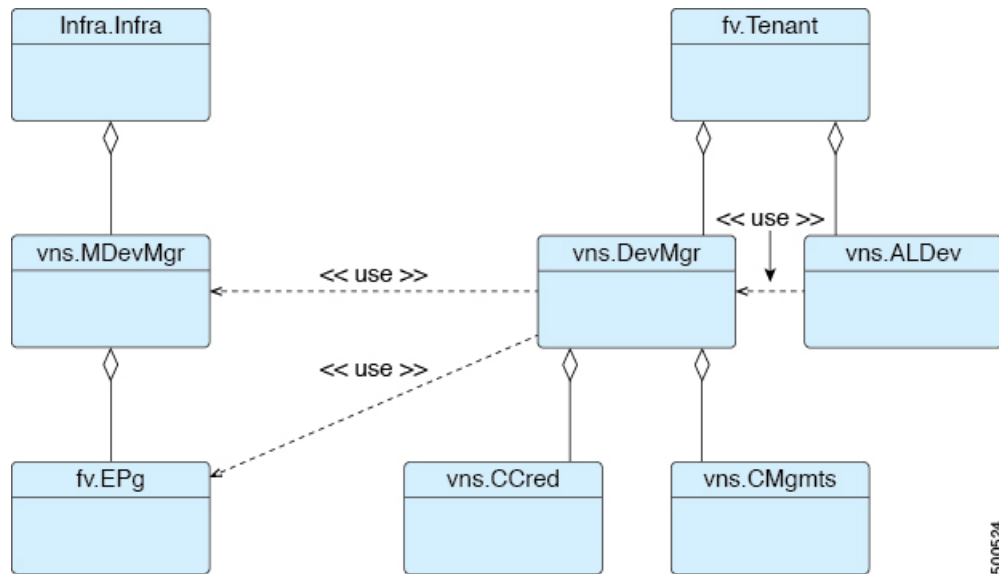 Infra.Infra
fv.Tenant
<< use >>
vns.MDevMgr
<< use >>
vns.DevMgr
vns.ALDev
<< use >>
fv.EPg
vns.CCred
vns.CMgmts
500524